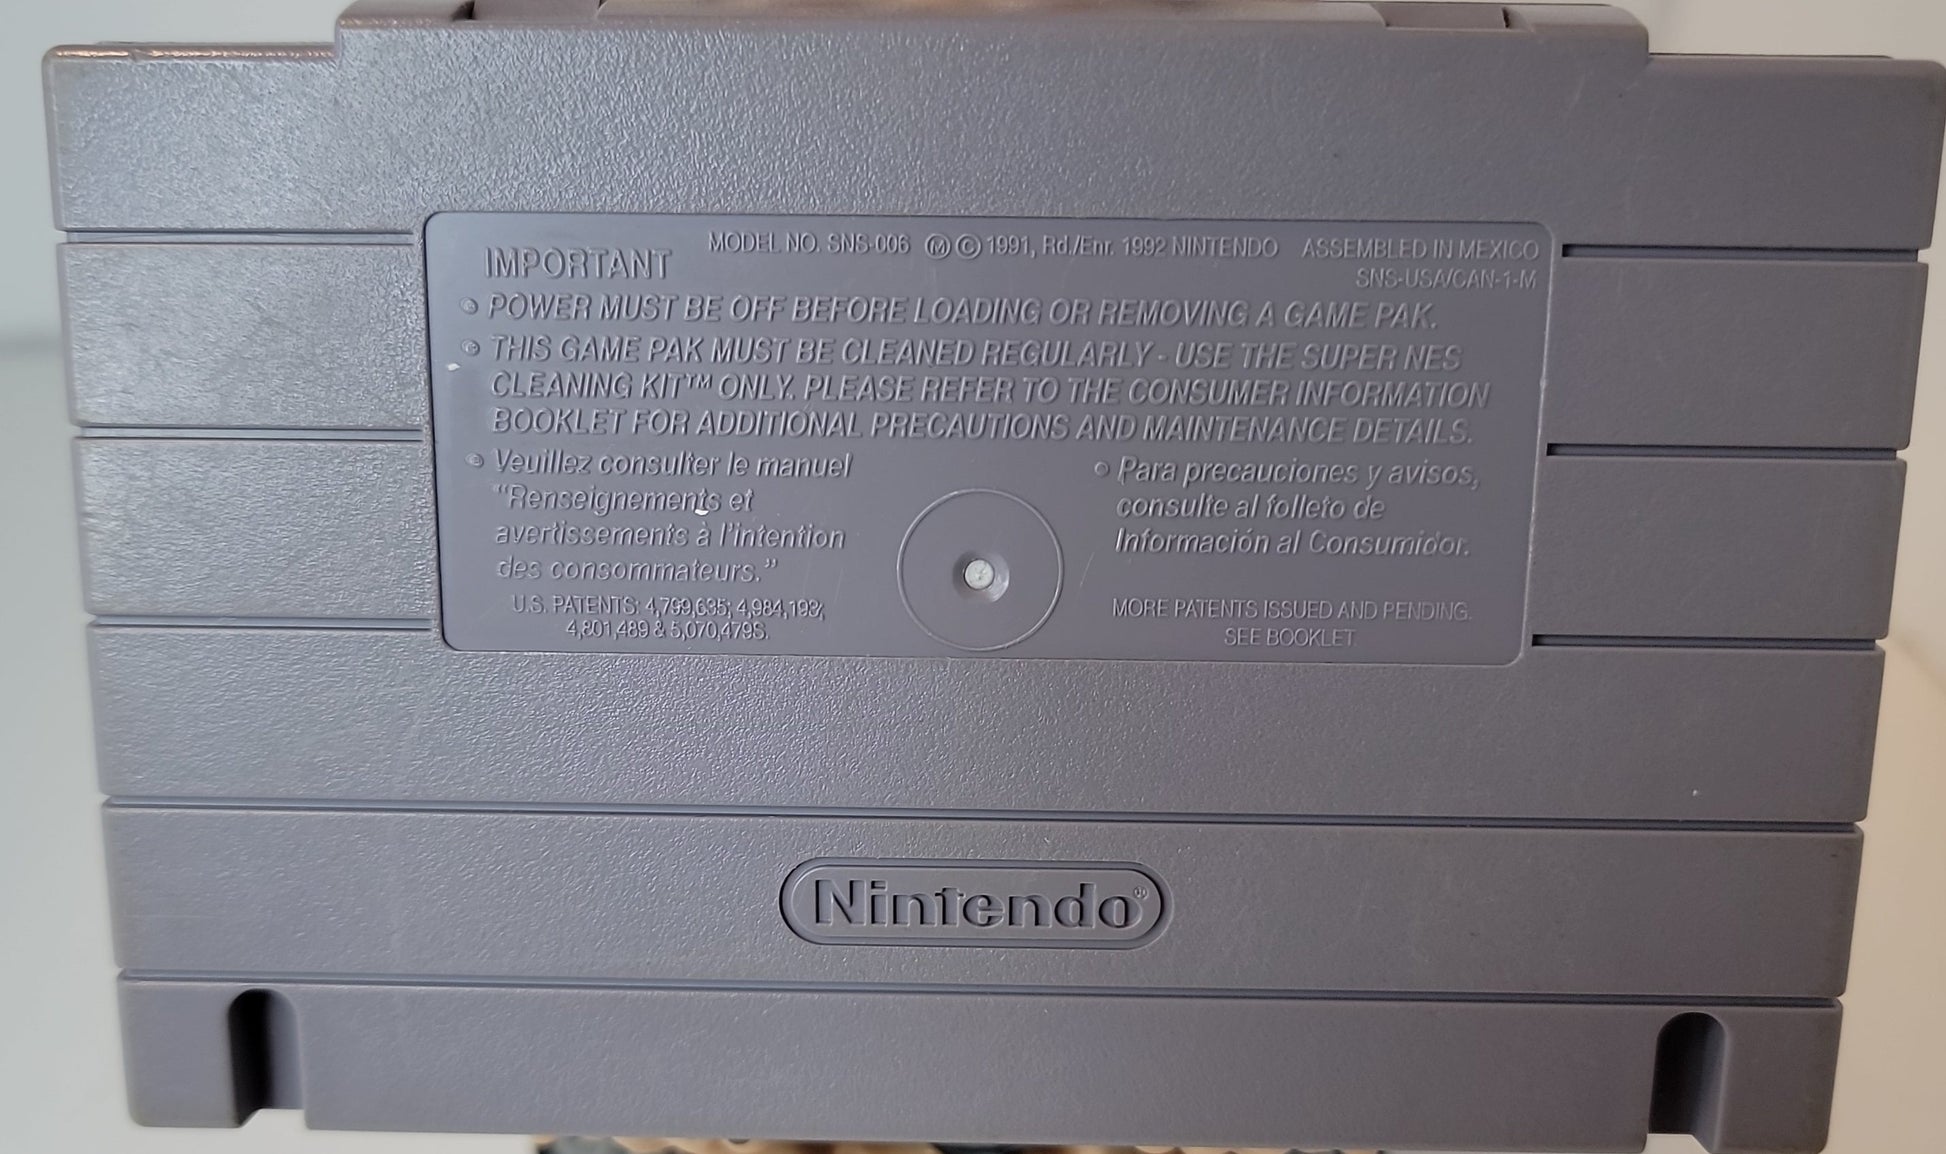 IMPORTANT
MODEL NO. SNS-006 Ⓜ © 1991, Rd./Enr. 1992 NINTENDO ASSEMBLED IN MEXICO
SNS-USA/CAN-1-M
• POWER MUST BE OFF BEFORE LOADING OR REMOVING A GAME PAK.
• THIS GAME PAK MUST BE CLEANED REGULARLY - USE THE SUPER NES
CLEANING KIT™ ONLY. PLEASE REFER TO THE CONSUMER INFORMATION
BOOKLET FOR ADDITIONAL PRECAUTIONS AND MAINTENANCE DETAILS.
• Veuillez consulter le manuel
“Renseignements et
avertissements à l’intention
des consommateurs.”
• Para precauciones y avisos,
consulte al folleto de
Información al Consumidor.
U.S. PATENTS: 4,799,635; 4,984,193;
4,801,489 & 5,070,479S.
MORE PATENTS ISSUED AND PENDING.
SEE BOOKLET.
Nintendo®